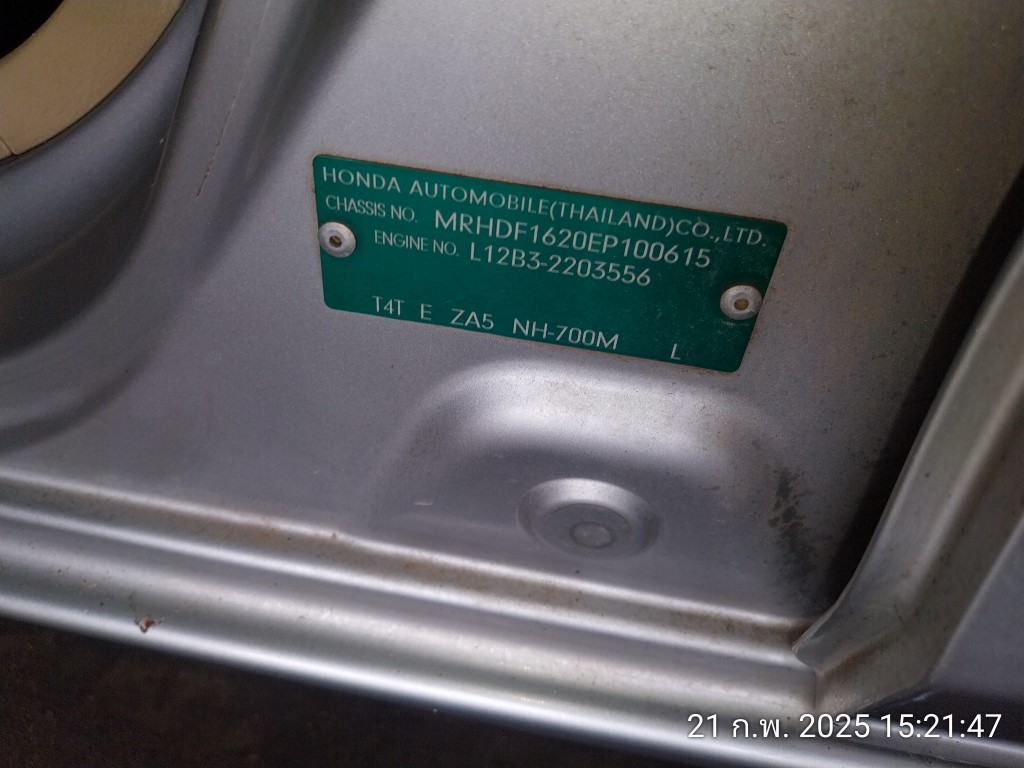 HONDA AUTOMOBILE(THAILAND)CO.,LTD.
CHASSIS NO. MRHDF1620EP100615
ENGINE NO. L12B3-2203556
T4T E ZA5 NH-700M L
21 ก.พ. 2025 15:21:47